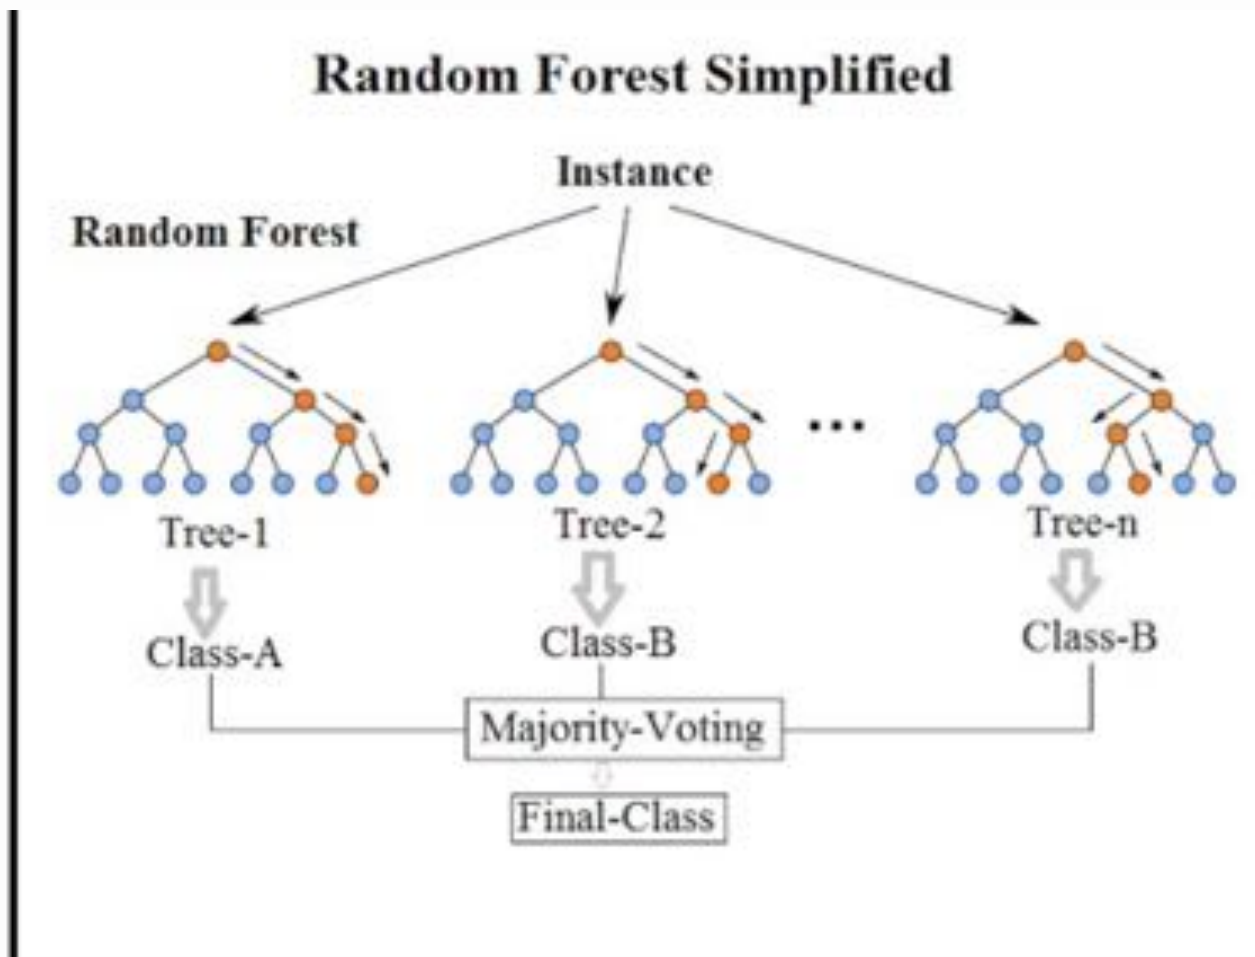 Random Forest Simplified
Instance
Random Forest
...
Tree-1
Tree-2
Tree-n
Class-A
Class-B
Class-B
Majority-Voting
Final-Class